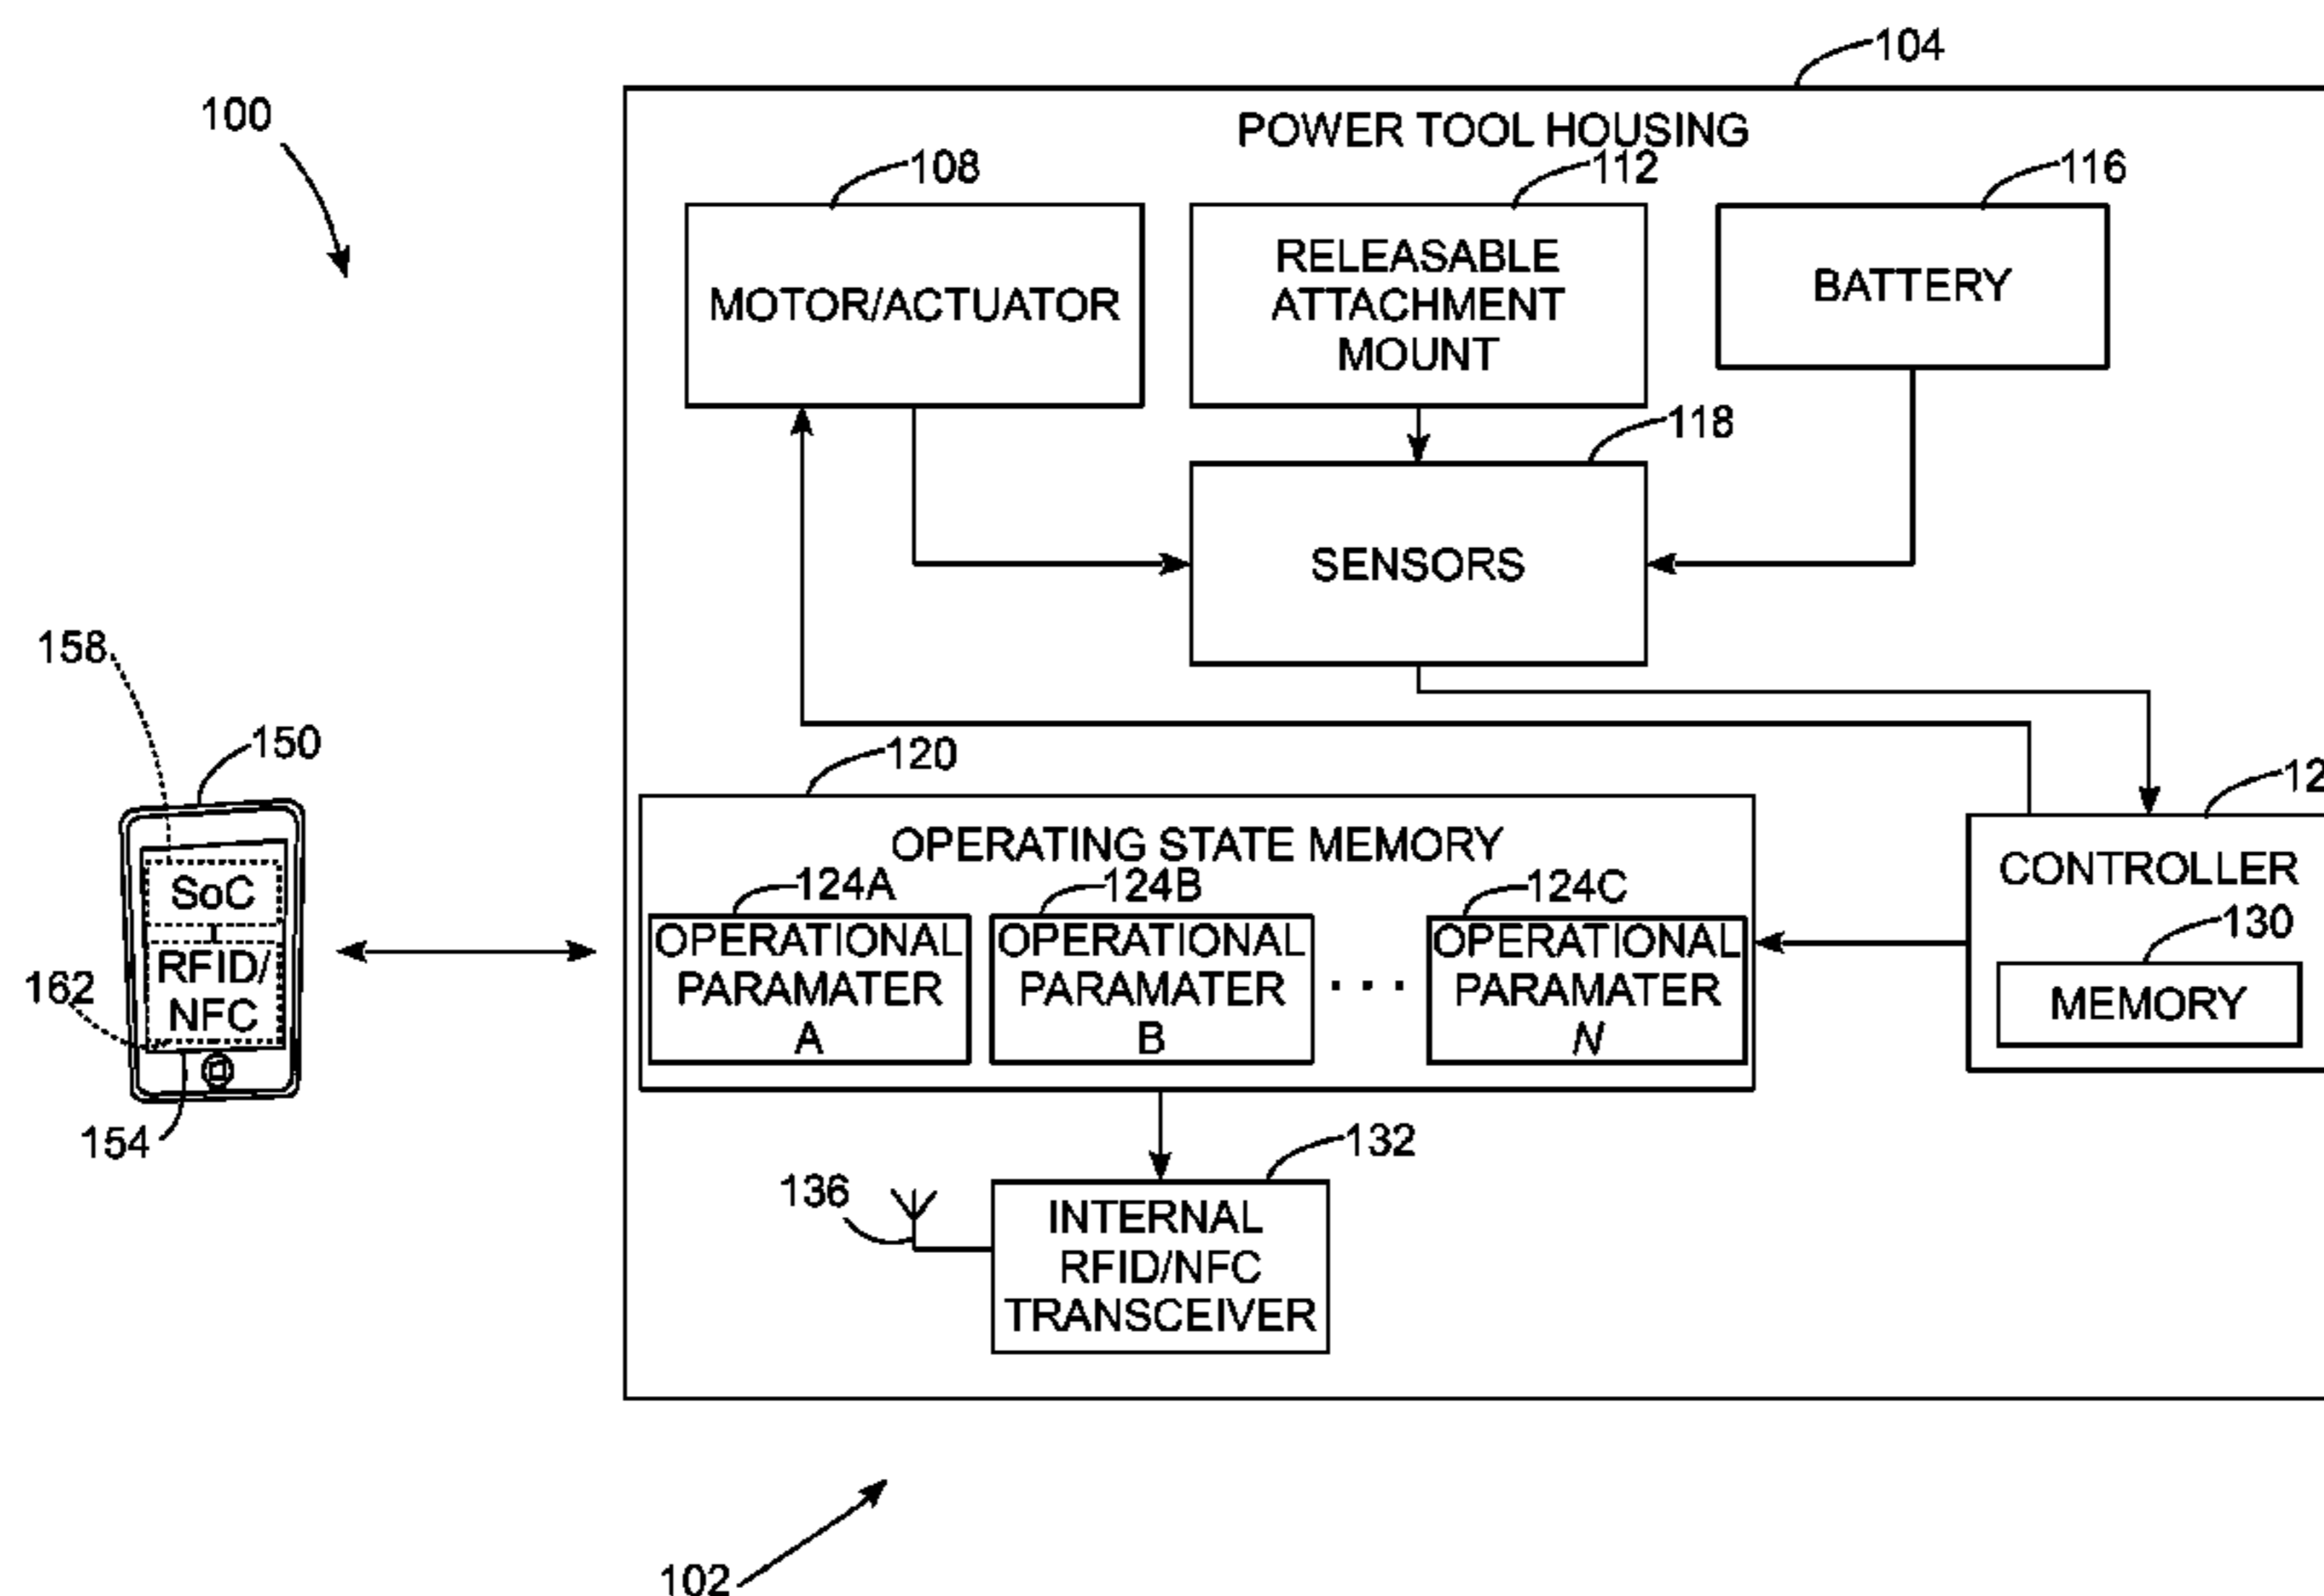 104
100
POWER TOOL HOUSING
108
112
116
MOTOR/ACTUATOR
RELEASABLE
ATTACHMENT
MOUNT
BATTERY
118
SENSORS
158
150
120
12
OPERATING STATE MEMORY
CONTROLLER
124A
124B
124C
SoC
130
OPERATIONAL
PARAMATER
A
OPERATIONAL
PARAMATER
B
. . .
OPERATIONAL
PARAMATER
N
RFID/
NFC
162
MEMORY
154
132
136
INTERNAL
RFID/NFC
TRANSCEIVER
102